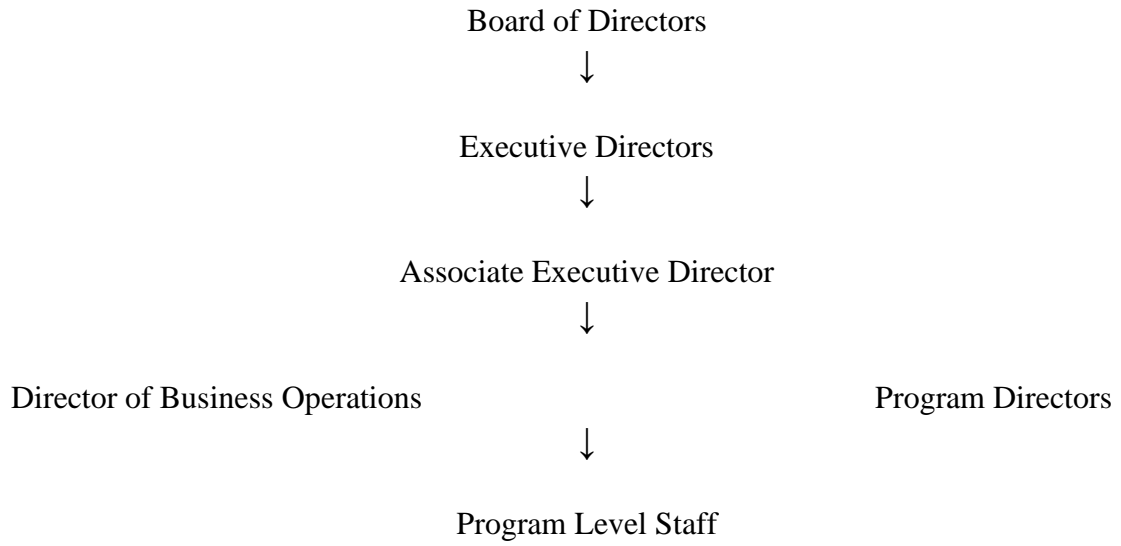 Board of Directors
↓
Executive Directors
↓
Associate Executive Director
↓
Director of Business Operations Program Directors
↓
Program Level Staff